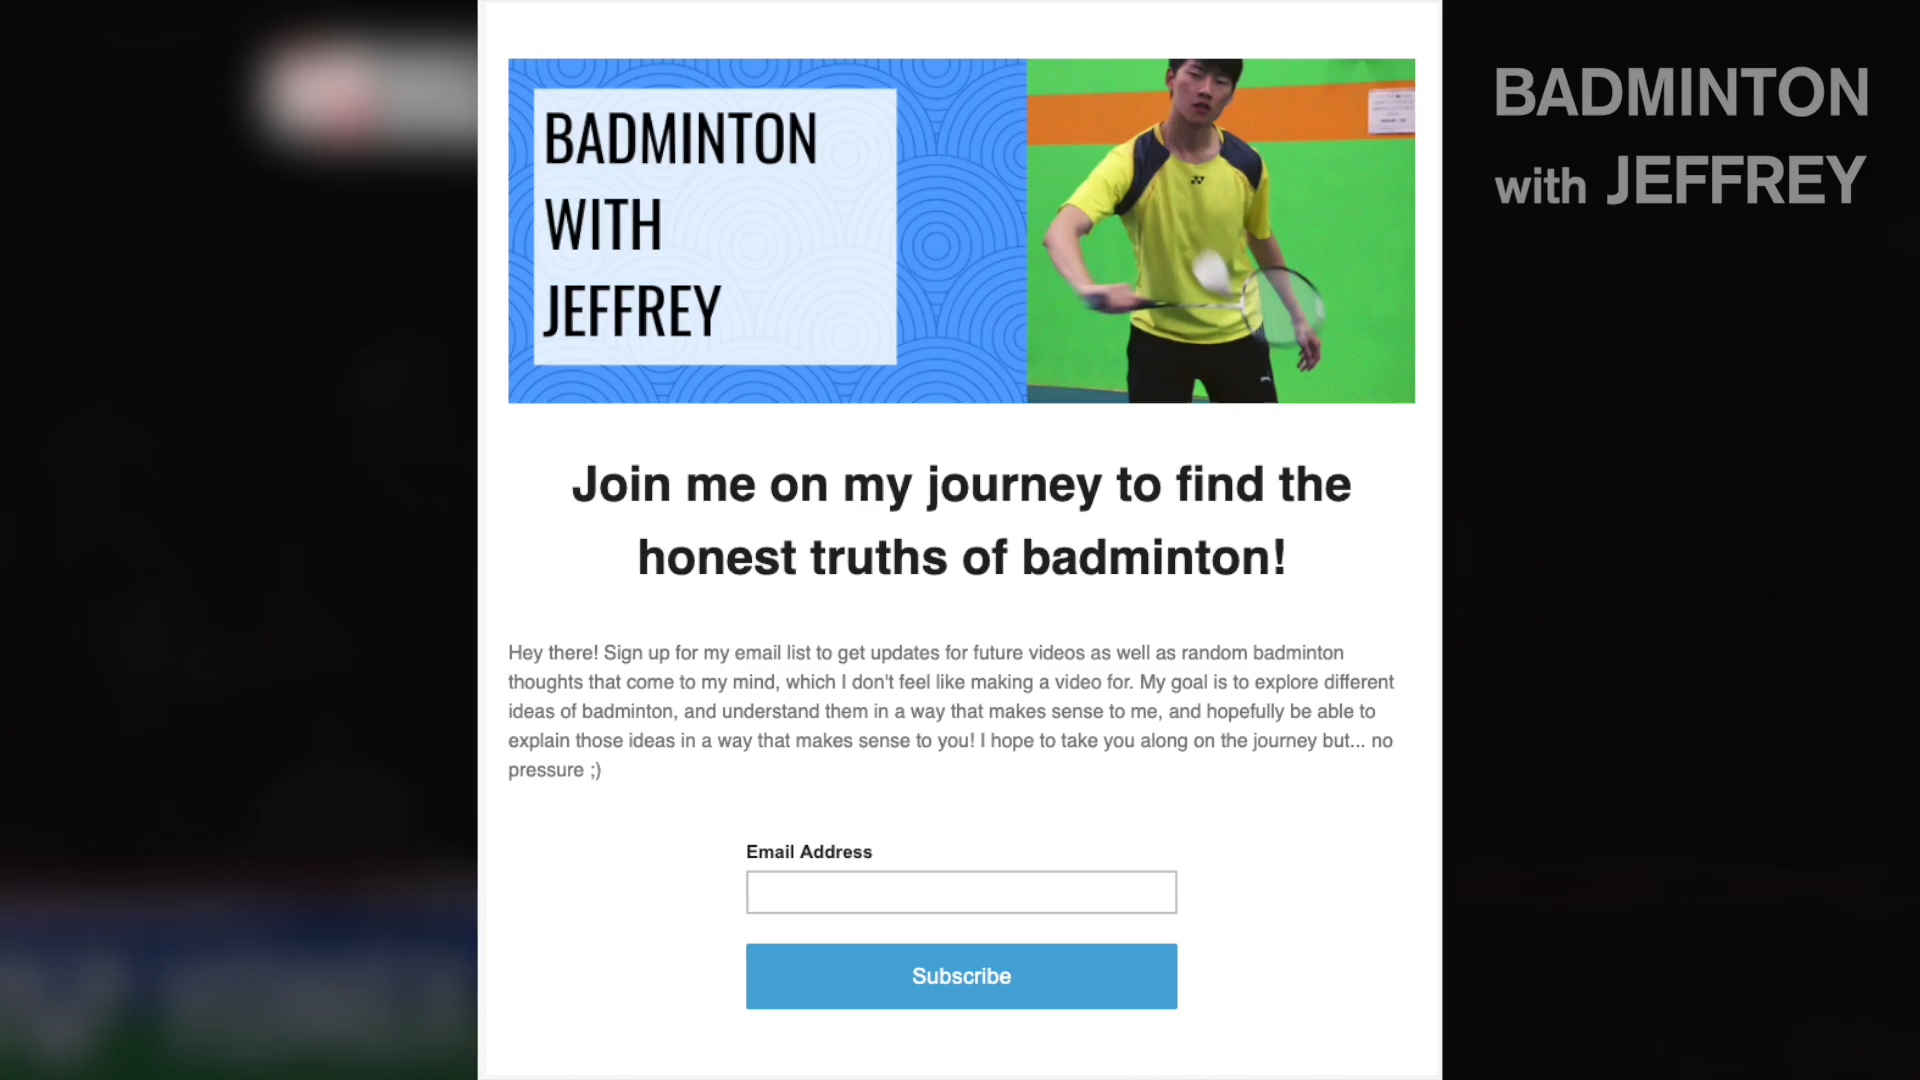 BADMINTON
with JEFFREY
BADMINTON
WITH
JEFFREY
Join me on my journey to find the
honest truths of badminton!
Hey there! Sign up for my email list to get updates for future videos as well as random badminton
thoughts that come to my mind, which I don't feel like making a video for. My goal is to explore different
ideas of badminton, and understand them in a way that makes sense to me, and hopefully be able to
explain those ideas in a way that makes sense to you! I hope to take you along on the journey but... no
pressure ;)
Email Address
Subscribe